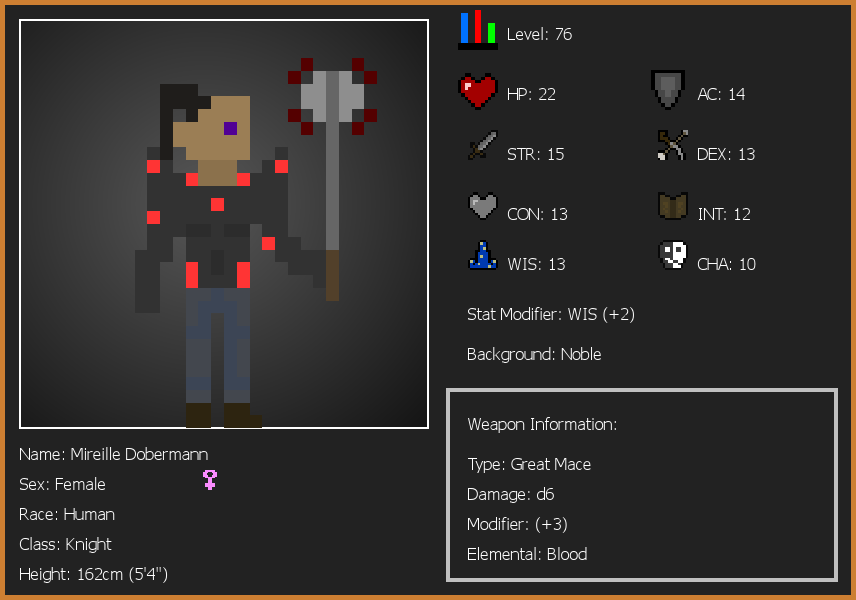 Level: 76
HP: 22
AC: 14
STR: 15
DEX: 13
CON: 13
INT: 12
WIS: 13
CHA: 10
Stat Modifier: WIS (+2)
Background: Noble
Weapon Information:
Type: Great Mace
Damage: d6
Modifier: (+3)
Elemental: Blood
Name: Mireille Dobermann
Sex: Female
Race: Human
Class: Knight
Height: 162cm (5'4")